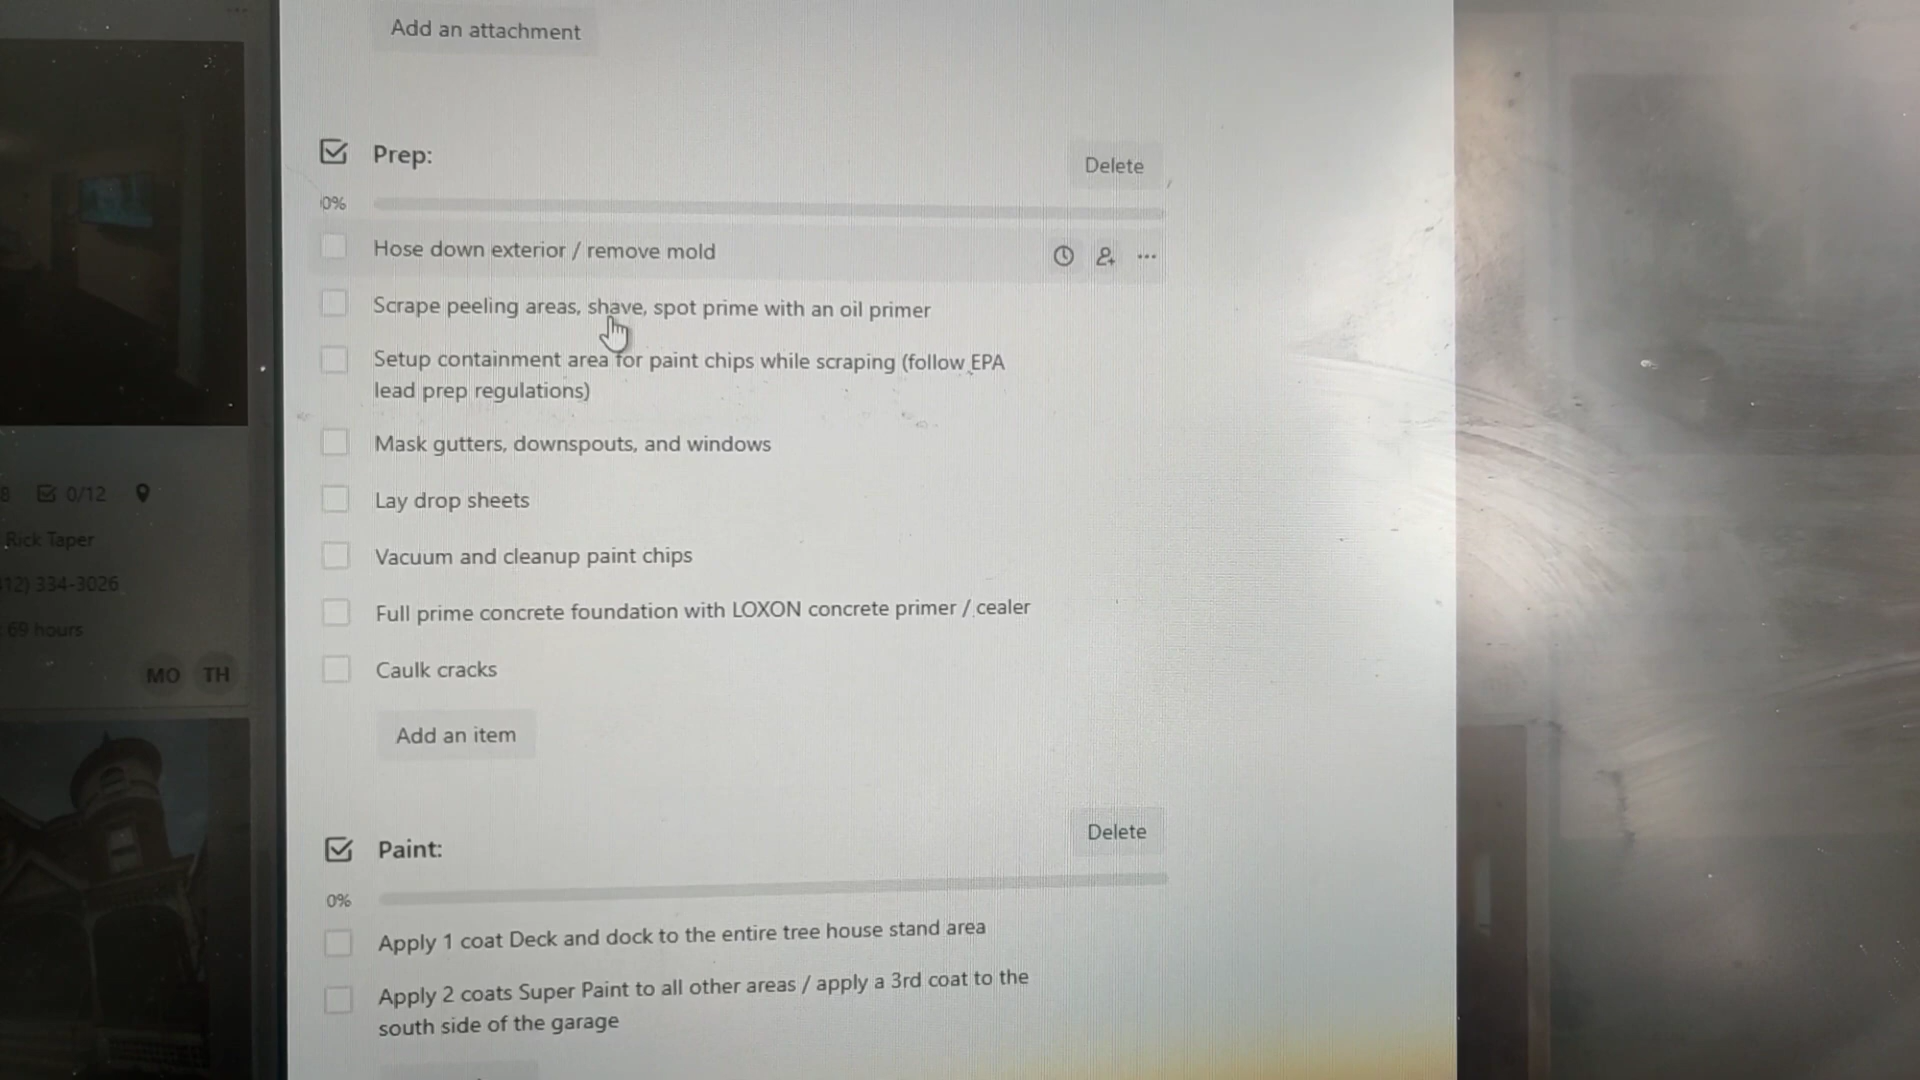 Add an attachment
Prep:
Delete
0%
Hose down exterior / remove mold
Scrape peeling areas, shave, spot prime with an oil primer
Setup containment area for paint chips while scraping (follow EPA
lead prep regulations)
Mask gutters, downspouts, and windows
Lay drop sheets
Vacuum and cleanup paint chips
Full prime concrete foundation with LOXON concrete primer / cealer
Caulk cracks
Add an item
Paint:
Delete
0%
Apply 1 coat Deck and dock to the entire tree house stand area
Apply 2 coats Super Paint to all other areas / apply a 3rd coat to the
south side of the garage
8 0/12
Rick Taper
12) 334-3026
69 hours
MO TH